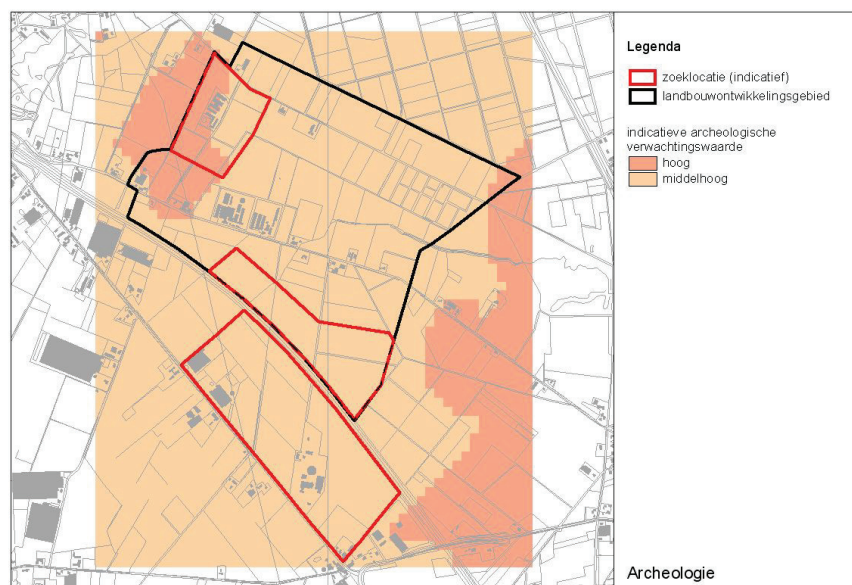 Legenda
zoeklocatie (indicatief)
landbouwontwikkelingsgebied
indicatieve archeologische
verwachtingswaarde
hoog
middelhoog
Archeologie